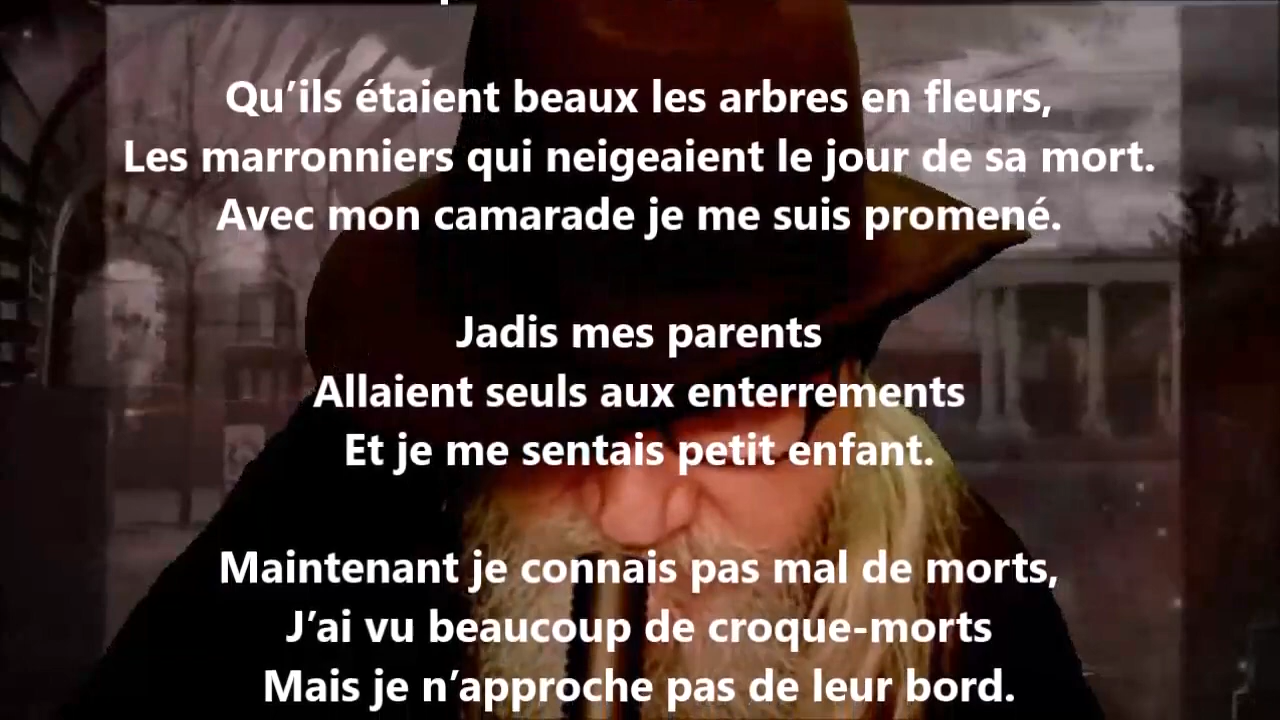 Qu’ils étaient beaux les arbres en fleurs,
Les marronniers qui neigeaient le jour de sa mort.
Avec mon camarade je me suis promené.
Jadis mes parents
Allaient seuls aux enterrements
Et je me sentais petit enfant.
Maintenant je connais pas mal de morts,
J’ai vu beaucoup de croque-morts
Mais je n’approche pas de leur bord.